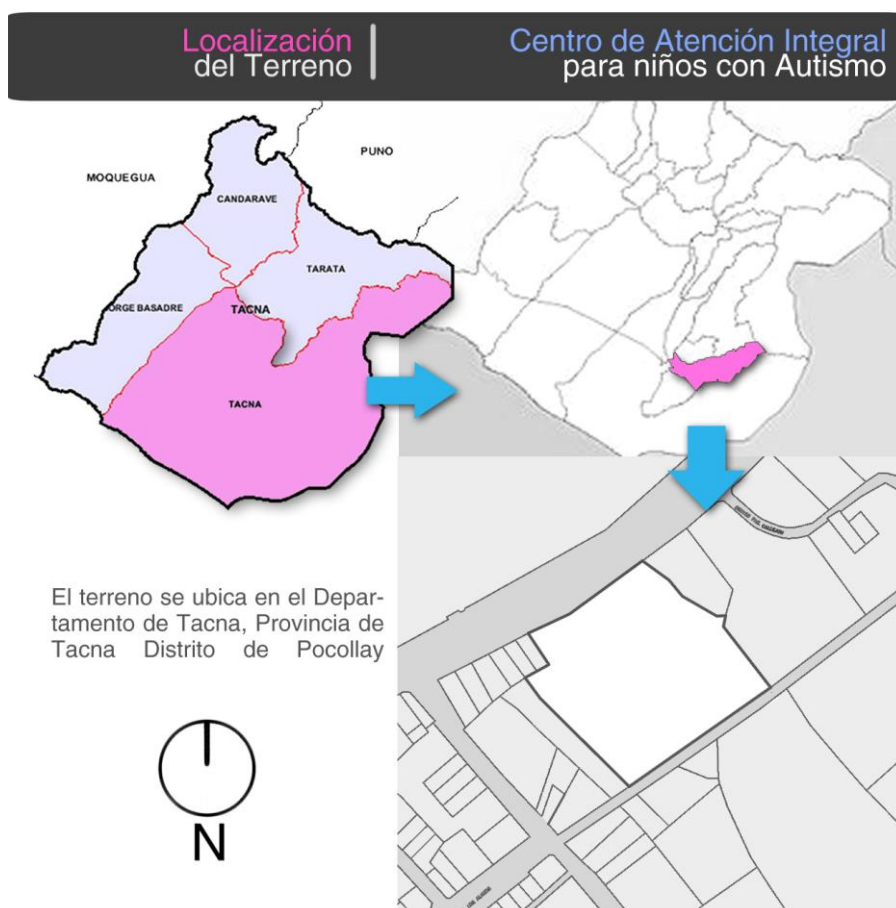 Localización
del Terreno
Centro de Atención Integral
para niños con Autismo
PUNO
MOQUEGUA
CANDARAVE
TARATA
ORGE BASADRE
TACNA
TACNA
El terreno se ubica en el Depar-
tamento de Tacna, Provincia de
Tacna Distrito de Pocollay
N